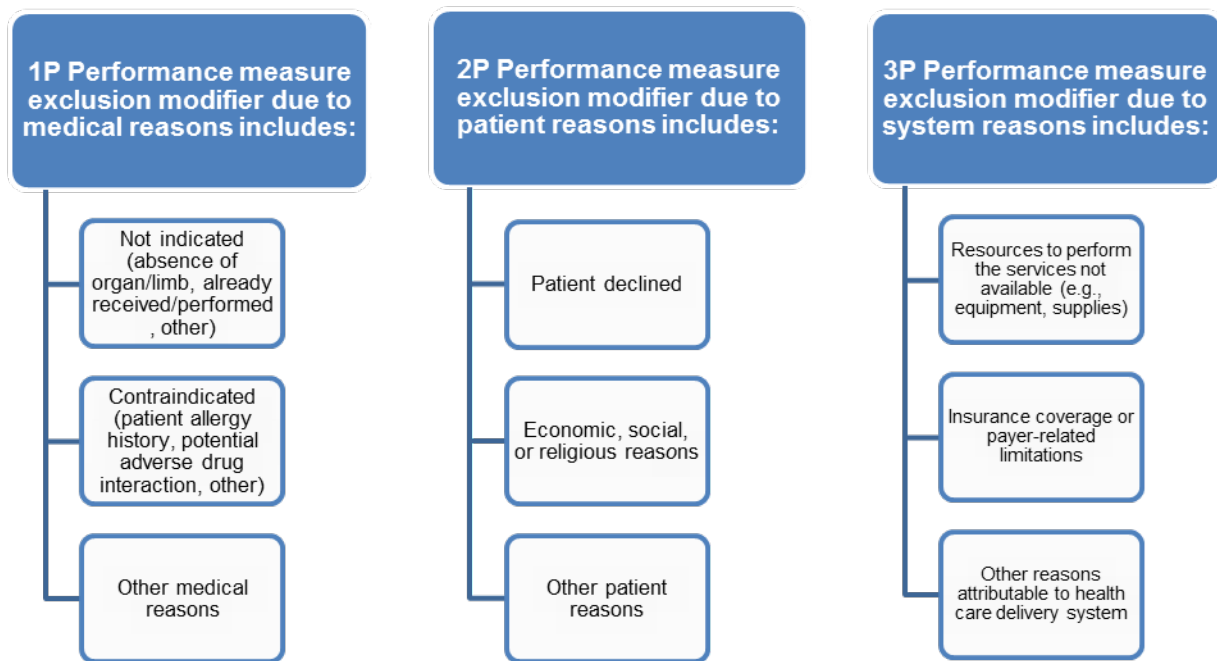 1P Performance measure
exclusion modifier due to
medical reasons includes:
Not indicated
(absence of
organ/limb, already
received/performed
, other)
Contraindicated
(patient allergy
history, potential
adverse drug
interaction, other)
Other medical
reasons
2P Performance measure
exclusion modifier due to
patient reasons includes:
Patient declined
Economic, social,
or religious reasons
Other patient
reasons
3P Performance measure
exclusion modifier due to
system reasons includes:
Resources to perform
the services not
available (e.g.,
equipment, supplies)
Insurance coverage or
payer-related
limitations
Other reasons
attributable to health
care delivery system